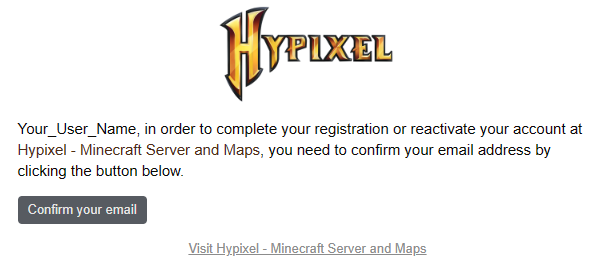 HYPIXEL
Your_User_Name, in order to complete your registration or reactivate your account at
Hypixel - Minecraft Server and Maps, you need to confirm your email address by
clicking the button below.
Confirm your email
Visit Hypixel - Minecraft Server and Maps